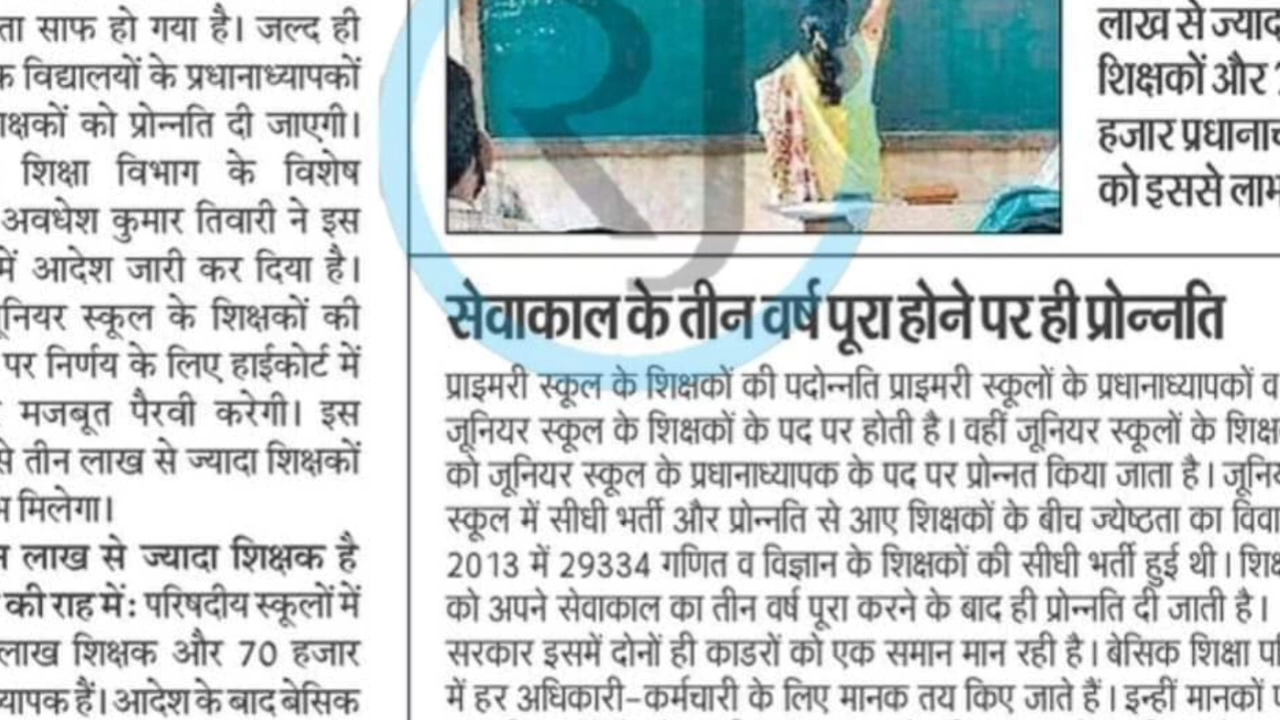 ता साफ हो गया है। जल्द ही
क विद्यालयों के प्रधानाध्यापकों
को प्रोन्नति दी जाएगी।
शिक्षा विभाग के विशेष
अवधेश कुमार तिवारी ने इस
में आदेश जारी कर दिया है।
स्कूल के शिक्षकों की
पर निर्णय के लिए हाईकोर्ट में
मजबूत पैरवी करेगी। इस
से तीन लाख से ज्यादा शिक्षकों
मिलेगा।
लाख से ज्यादा शिक्षक है
की राह में: परिषदीय स्कूलों में
लाख शिक्षक और 70 हजार
हैं। आदेश के बाद बेसिक
लाख से ज्याद
शिक्षकों और
हजार
को इससे लाभ
सेवाकाल के तीन वर्ष पूरा होने पर ही प्रोन्नति
प्राइमरी स्कूल के शिक्षकों की पदोन्नति प्राइमरी स्कूलों के प्रधानाध्यापकों व
जूनियर स्कूल के शिक्षकों के पद पर होती है। वहीं जूनियर स्कूलों के शिक्ष
को जूनियर स्कूल के प्रधानाध्यापक के पद पर प्रोन्नत किया जाता है। जूनिय
स्कूल में सीधी भर्ती और प्रोन्नति से आए शिक्षकों के बीच ज्येष्ठता का विवा
2013 में 29334 गणित व विज्ञान के शिक्षकों की सीधी भर्ती हुई थी। शिक्ष
को अपने सेवाकाल का तीन वर्ष पूरा करने के बाद ही प्रोन्नति दी जाती है।
सरकार इसमें दोनों ही काडरों को एक समान मान रही है। बेसिक शिक्षा परि
में हर अधिकारी-कर्मचारी के लिए मानक तय किए जाते हैं। इन्हीं मानकों